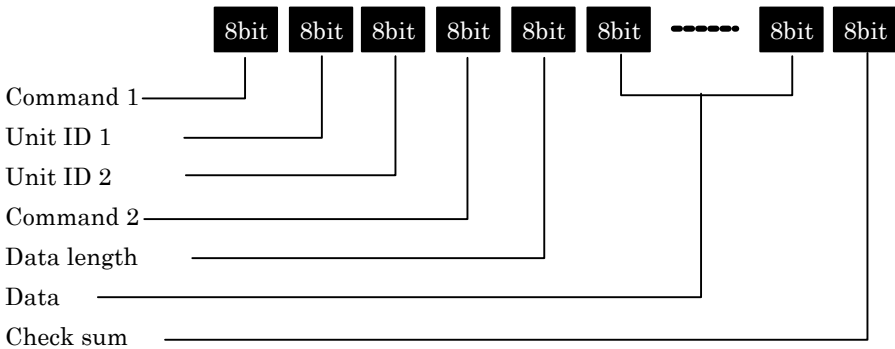 8bit 8bit 8bit 8bit 8bit 8bit 8bit 8bit
Command 1
Unit ID 1
Unit ID 2
Command 2
Data length
Data
Check sum